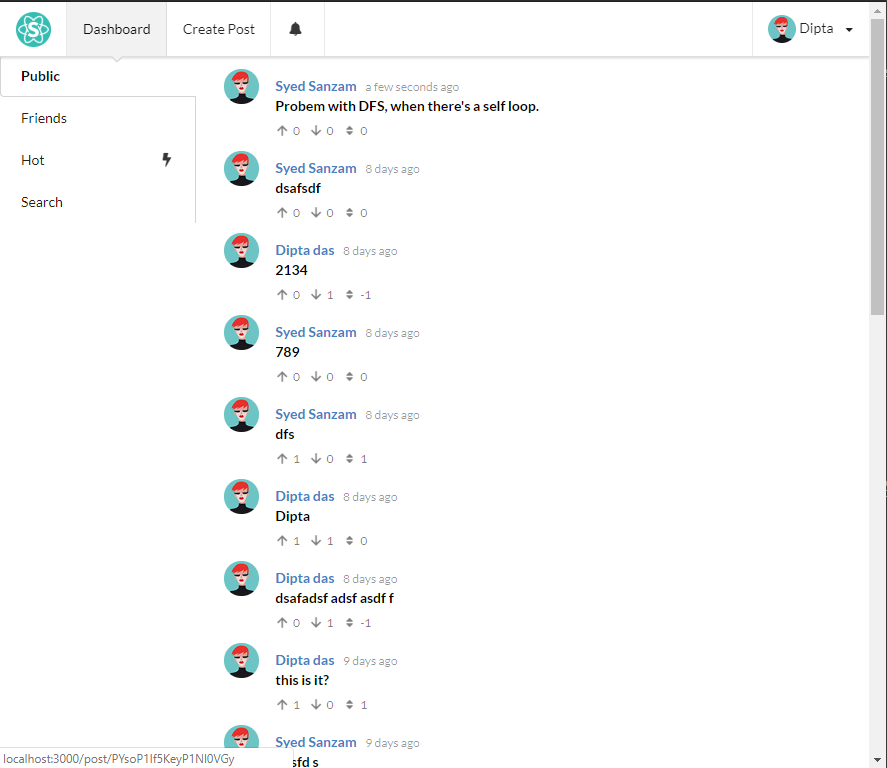 S
Dashboard
Create Post
Dipta
Public
Friends
Hot
Search
Syed Sanzam a few seconds ago
Probem with DFS, when there's a self loop.
0 0 0
Syed Sanzam 8 days ago
dsafsdf
0 0 0
Dipta das 8 days ago
2134
0 1 -1
Syed Sanzam 8 days ago
789
0 0 0
Syed Sanzam 8 days ago
dfs
1 0 1
Dipta das 8 days ago
Dipta
1 1 0
Dipta das 8 days ago
dsafadsf adsf asdf f
0 1 -1
Dipta das 9 days ago
this is it?
1 0 1
Syed Sanzam 9 days ago
sfd s